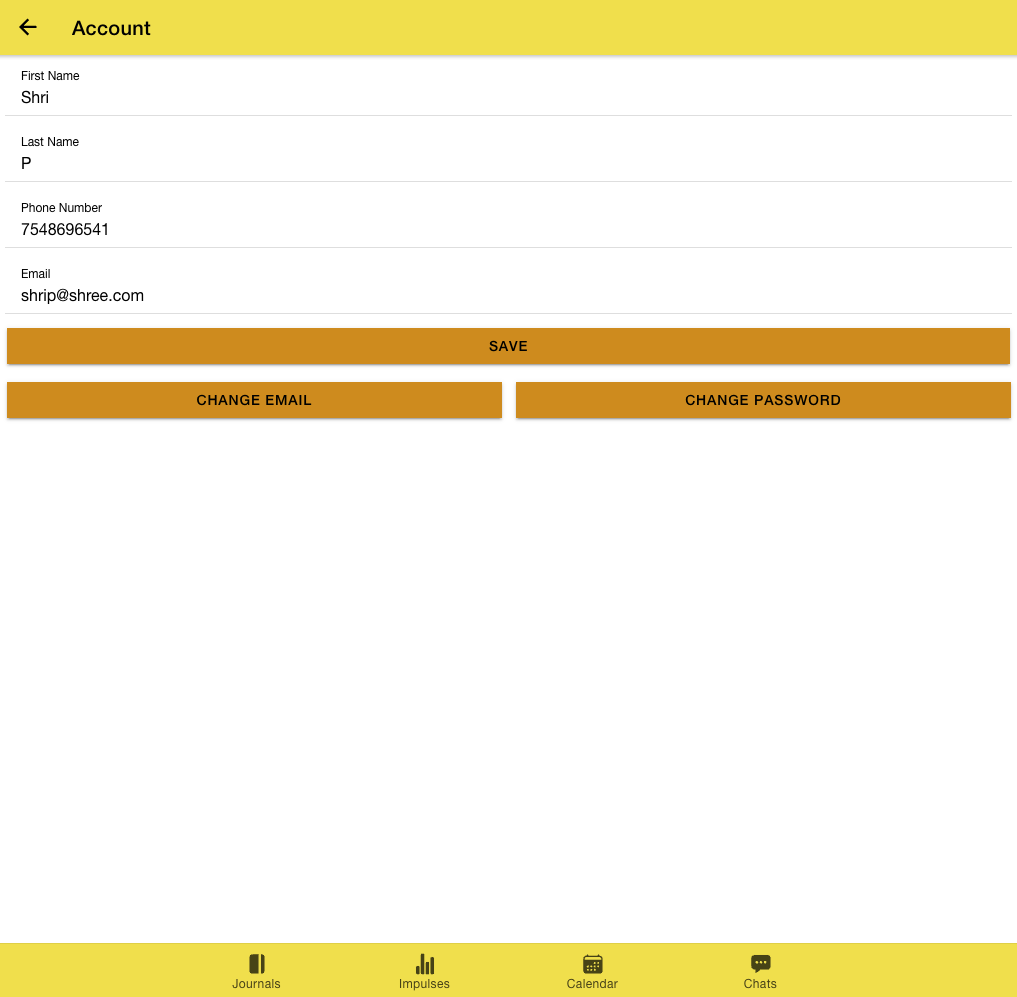 Account
First Name
Shri
Last Name
P
Phone Number
7548696541
Email
shrip@shree.com
SAVE
CHANGE EMAIL
CHANGE PASSWORD
Journals
Impulses
Calendar
Chats